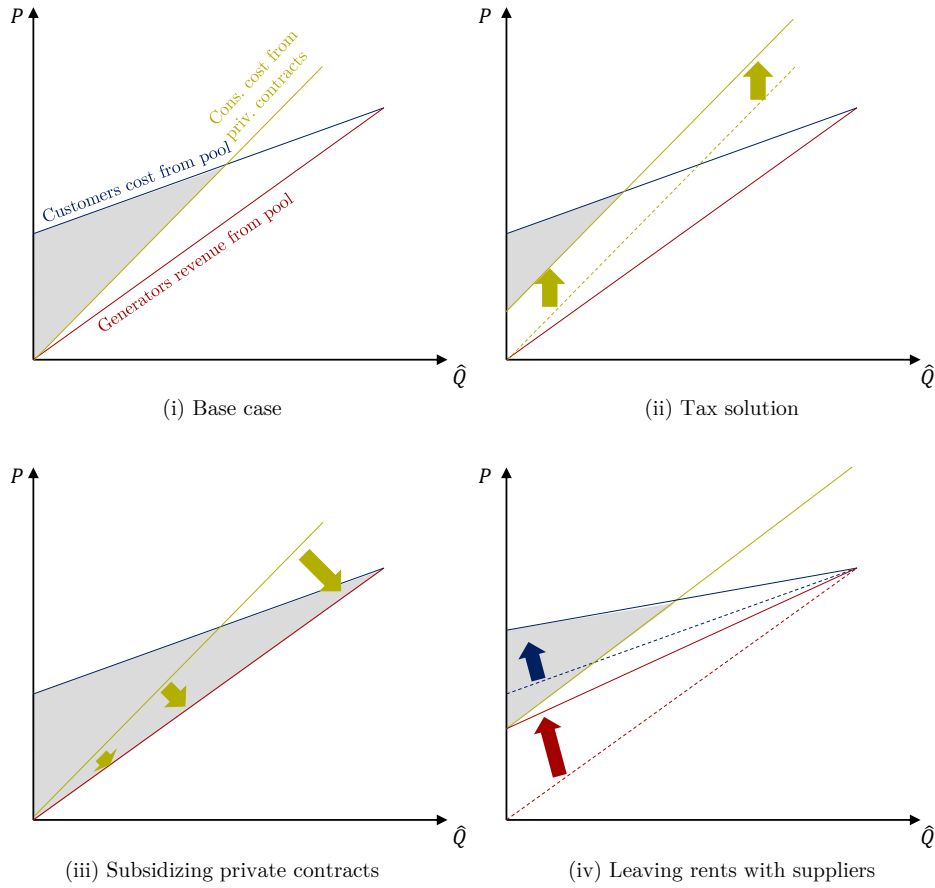 P
Cons. cost from
priv. contracts
Customers cost from pool
Generators revenue from pool
Q̂
(i) Base case
P
Q̂
(ii) Tax solution
P
Q̂
(iii) Subsidizing private contracts
P
Q̂
(iv) Leaving rents with suppliers